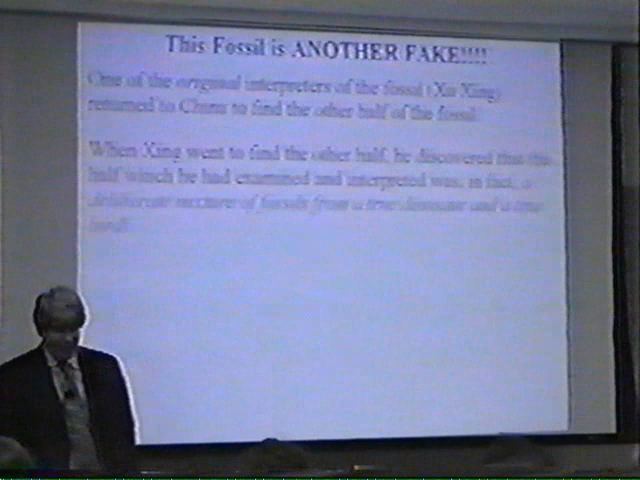 This Fossil is ANOTHER FAKE!!!!
One of the original interpreters of the fossil (Xu Xing)
returned to China to find the other half of the fossil.
When Xing went to find the other half, he discovered that the
half which he had examined and interpreted was, in fact, a
deliberate mixture of fossils from a true dinosaur and a true
bird!